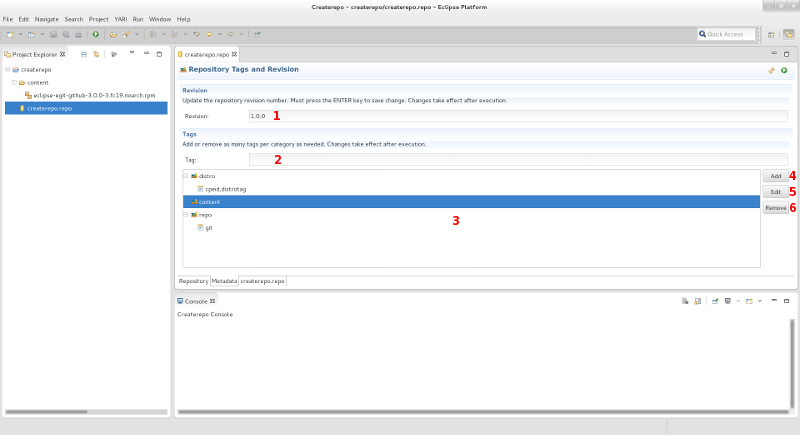 Createrepo - createrepo/createrepo.repo - Eclipse Platform
File Edit Navigate Search Project YARI Run Window Help
Quick Access
Project Explorer
createrepo
content
eclipse-egit-github-3.0.0-3.fc19.noarch.rpm
createrepo.repo
createrepo.repo
Repository Tags and Revision
Revision
Update the repository revision number. Must press the ENTER key to save change. Changes take effect after execution.
Revision: 1.0.0 1
Tags
Add or remove as many tags per category as needed. Changes take effect after execution.
Tag: 2
distro
cpeid,distrotag
content
repo
git
3
Add 4
Edit 5
Remove 6
Repository Metadata createrepo.repo
Console
Createrepo Console